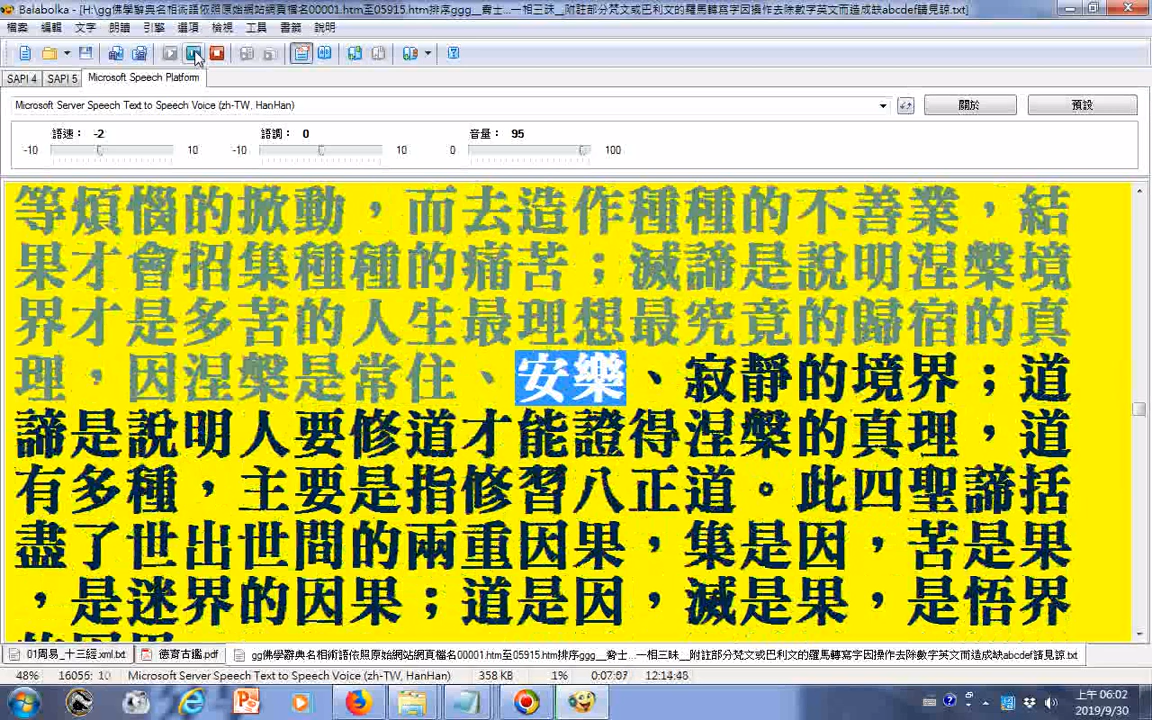 Balabolka - [H:\gg佛學辭典名相術語依照原始網站網頁檔名00001.htm至05915.htm排序ggg__爵士...一相三昧__附註部分梵文或巴利文的羅馬轉寫字因操作去除數字英文而造成缺abcdef請見諒.txt]
檔案 編輯 文字 朗讀 引擎 選項 檢視 工具 書籤 說明
SAPI 4 SAPI 5 Microsoft Speech Platform
Microsoft Server Speech Text to Speech Voice (zh-TW, HanHan) 關於 預設
語速： -2 語調： 0 音量： 95
-10 10 -10 10 0 100
等煩惱的掀動，而去造作種種的不善業，結
果才會招集種種的痛苦；滅諦是說明涅槃境
界才是多苦的人生最理想最究竟的歸宿的真
理，因涅槃是常住、安樂、寂靜的境界；道
諦是說明人要修道才能證得涅槃的真理，道
有多種，主要是指修習八正道。此四聖諦括
盡了世出世間的兩重因果，集是因，苦是果
，是迷界的因果；道是因，滅是果，是悟界
的因果
01周易_十三經.xml.txt 德育古鑑.pdf gg佛學辭典名相術語依照原始網站網頁檔名00001.htm至05915.htm排序ggg__爵士...一相三昧__附註部分梵文或巴利文的羅馬轉寫字因操作去除數字英文而造成缺abcdef請見諒.txt
48% 16055: 10 Microsoft Server Speech Text to Speech Voice (zh-TW, HanHan) 358 KB 1% 0:07:07 12:14:48
上午 06:02
2019/9/30